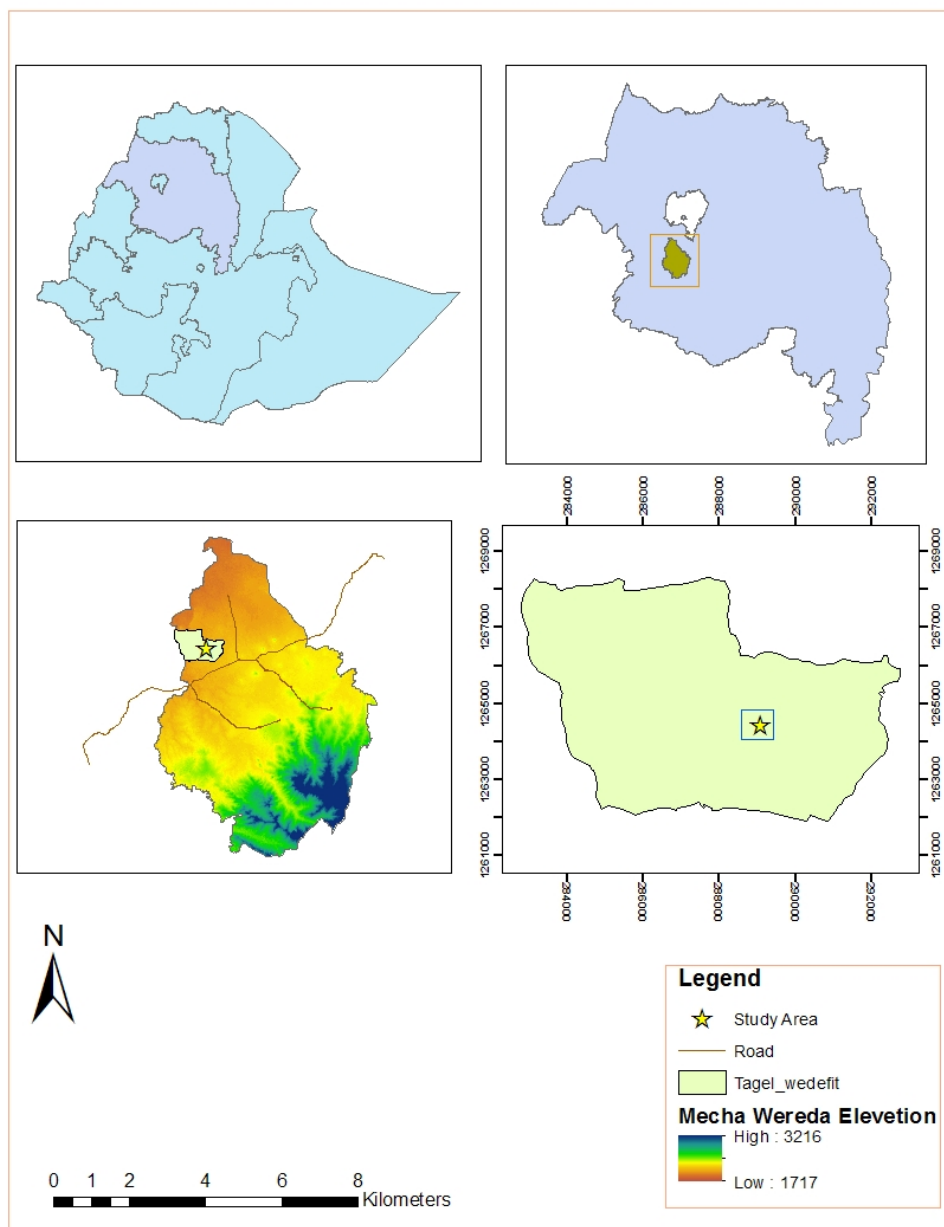 284000
286000
288000
290000
292000
1269000
1267000
1265000
1263000
1261000
1269000
1267000
1265000
1263000
1261000
284000
286000
288000
290000
292000
N
Legend
Study Area
Road
Tagel_wedefit
Mecha Wereda Elevetion
High : 3216
Low : 1717
0 1 2 4 6 8
Kilometers